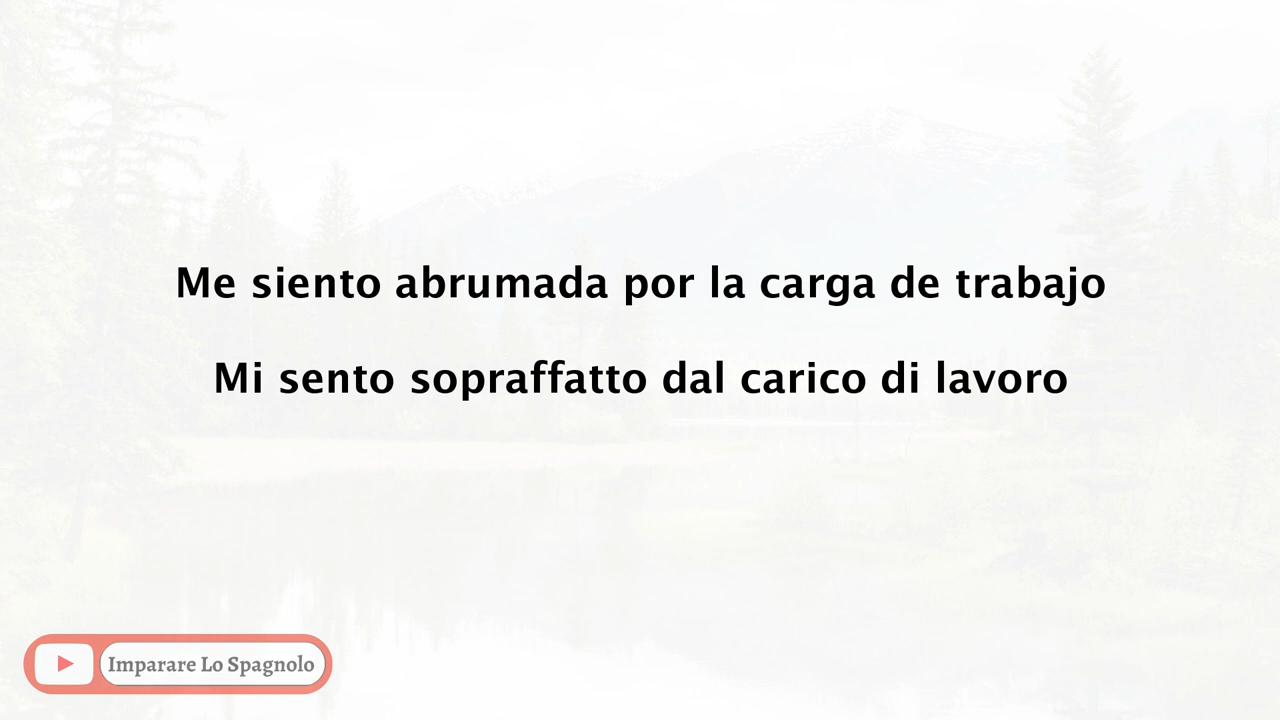 Me siento abrumada por la carga de trabajo
Mi sento sopraffatto dal carico di lavoro
Imparare Lo Spagnolo